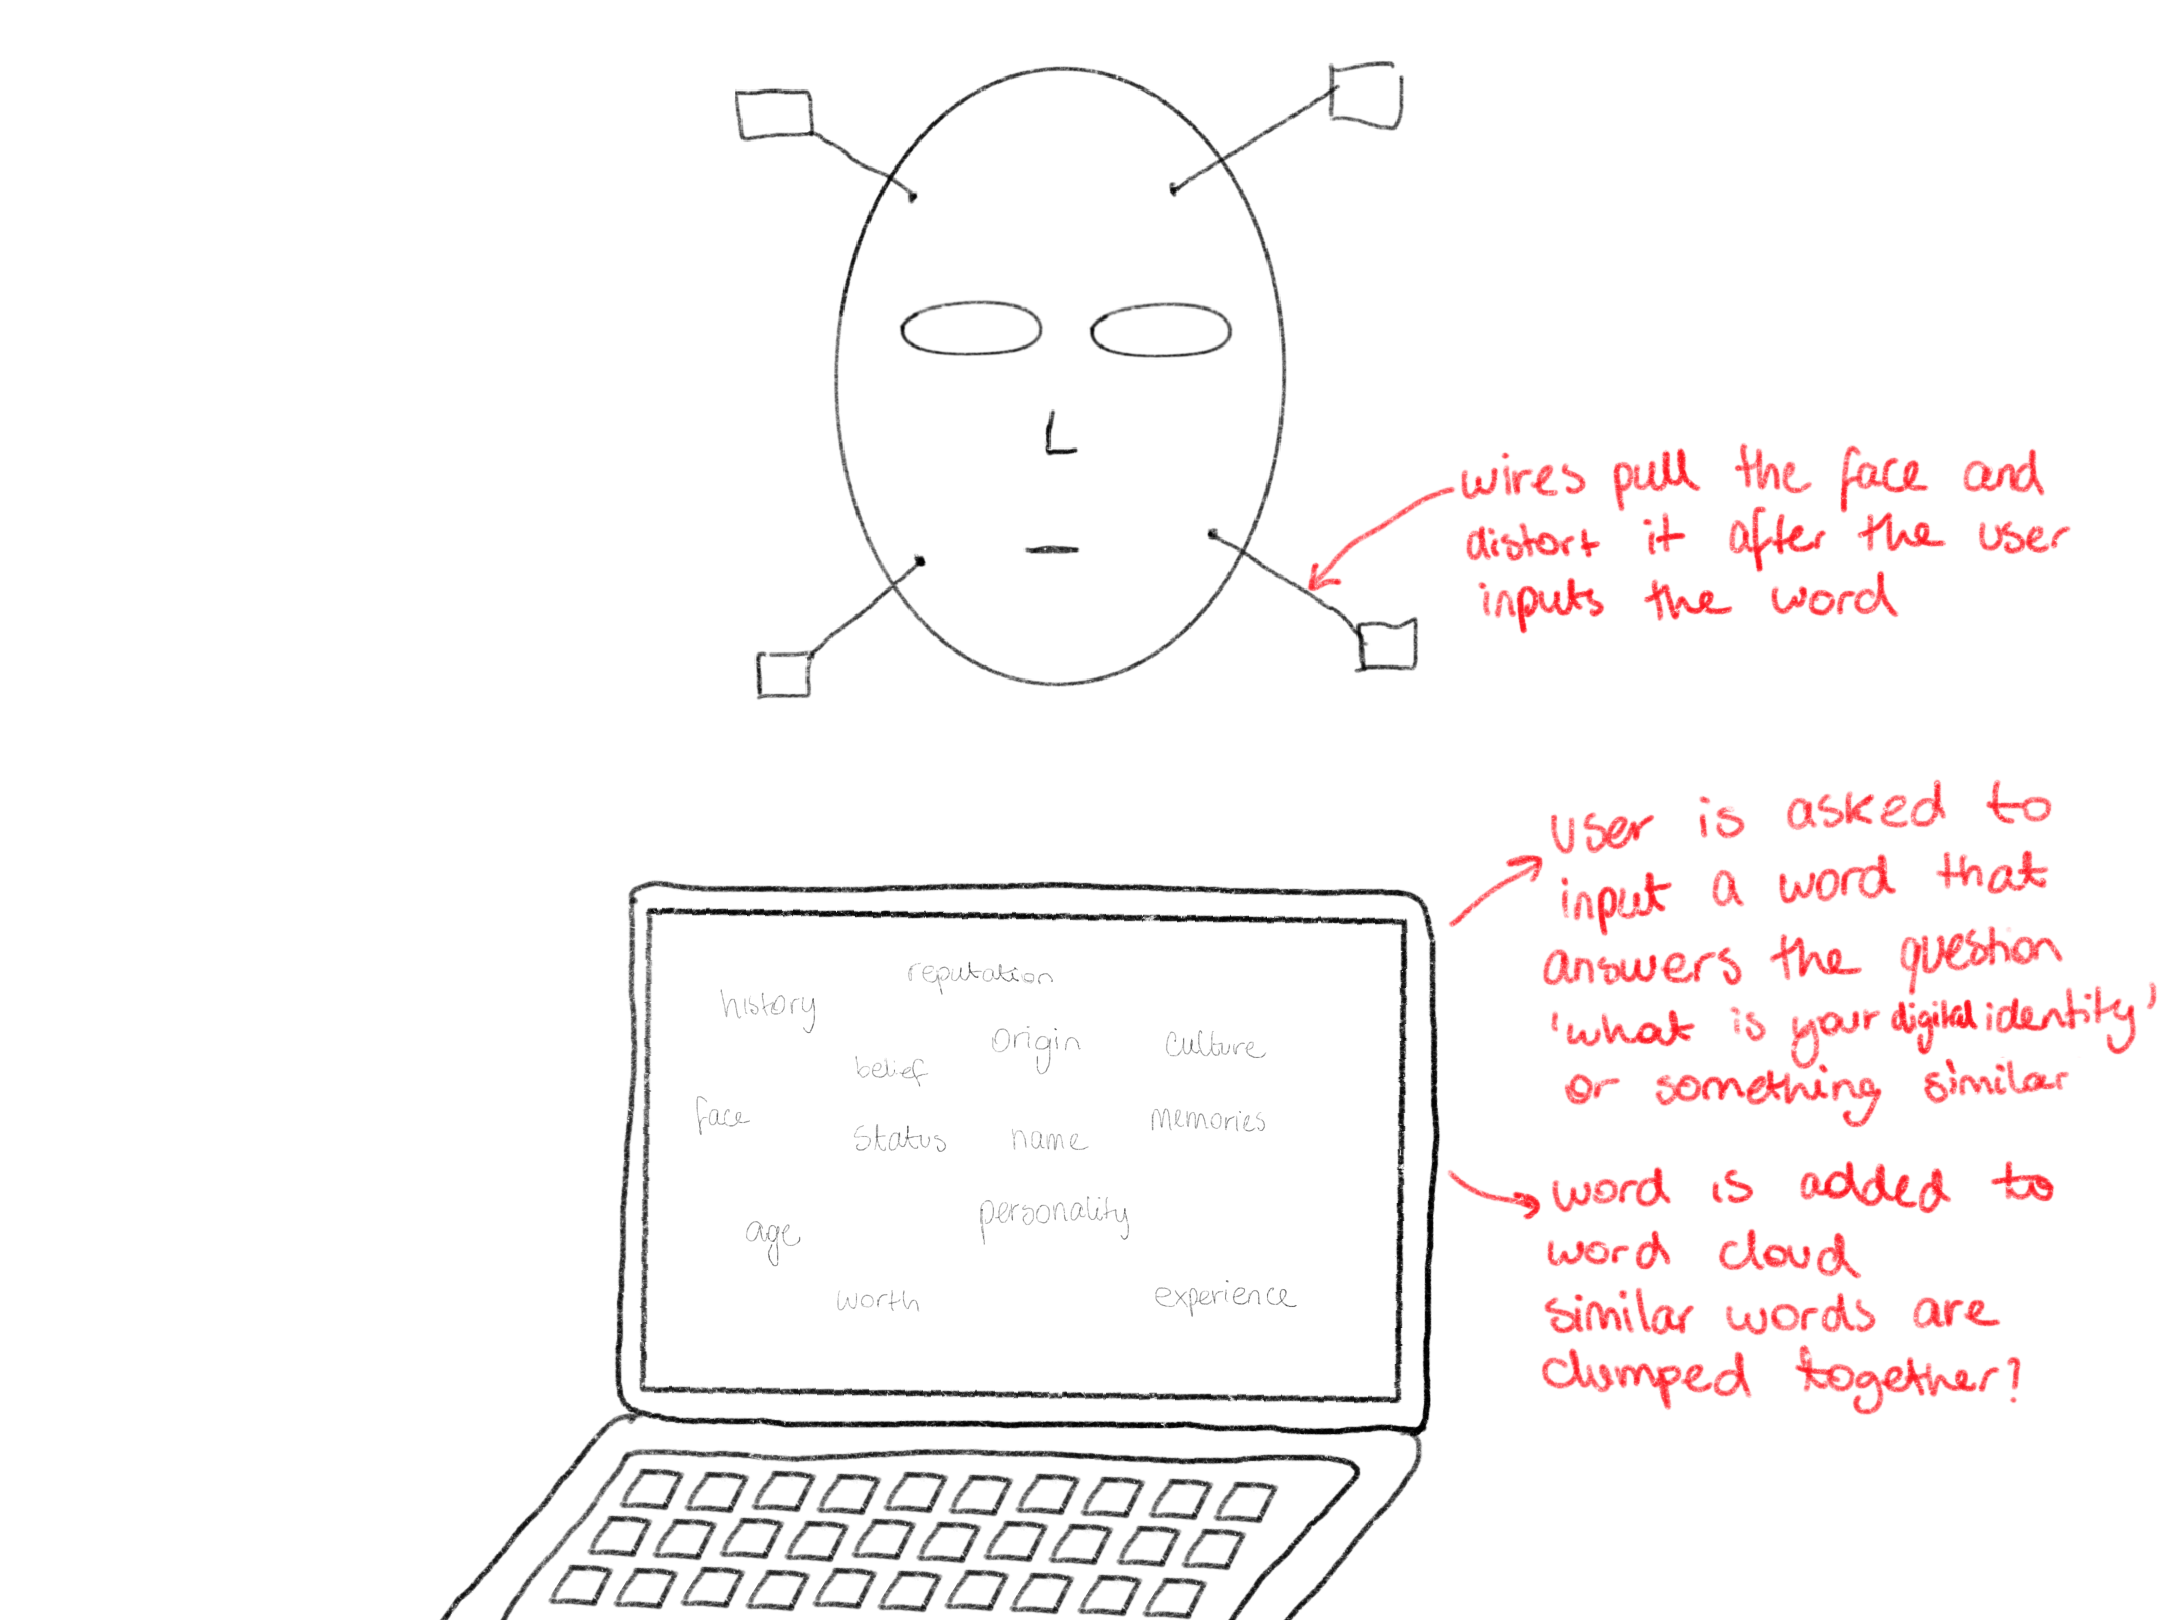 wires pull the face and
distort it after the user
inputs the word
user is asked to
input a word that
answers the question
'what is your digital identity'
or something similar
word is added to
word cloud
similar words are
clumped together?
reputation
history
origin
culture
belief
face
status
name
memories
personality
age
worth
experience